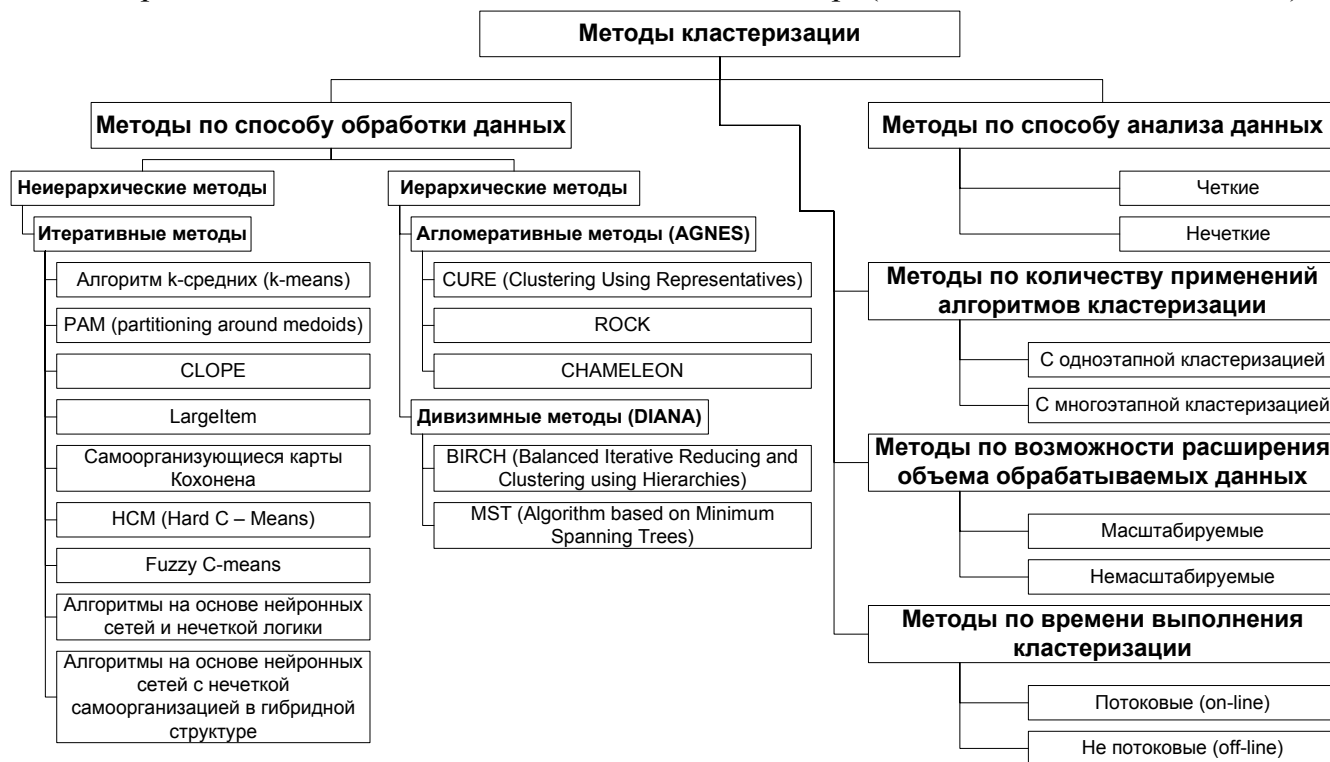 Методы кластеризации
Методы по способу обработки данных
Неиерархические методы
Итеративные методы
Алгоритм k-средних (k-means)
PAM (partitioning around medoids)
CLOPE
LargeItem
Самоорганизующиеся карты
Кохонена
HCM (Hard C – Means)
Fuzzy C-means
Алгоритмы на основе нейронных
сетей и нечеткой логики
Алгоритмы на основе нейронных
сетей с нечеткой
самоорганизацией в гибридной
структуре
Иерархические методы
Агломеративные методы (AGNES)
CURE (Clustering Using Representatives)
ROCK
CHAMELEON
Дивизимные методы (DIANA)
BIRCH (Balanced Iterative Reducing and
Clustering using Hierarchies)
MST (Algorithm based on Minimum
Spanning Trees)
Методы по способу анализа данных
Четкие
Нечеткие
Методы по количеству применений
алгоритмов кластеризации
С одноэтапной кластеризацией
С многоэтапной кластеризацией
Методы по возможности расширения
объема обрабатываемых данных
Масштабируемые
Немасштабируемые
Методы по времени выполнения
кластеризации
Потоковые (on-line)
Не потоковые (off-line)